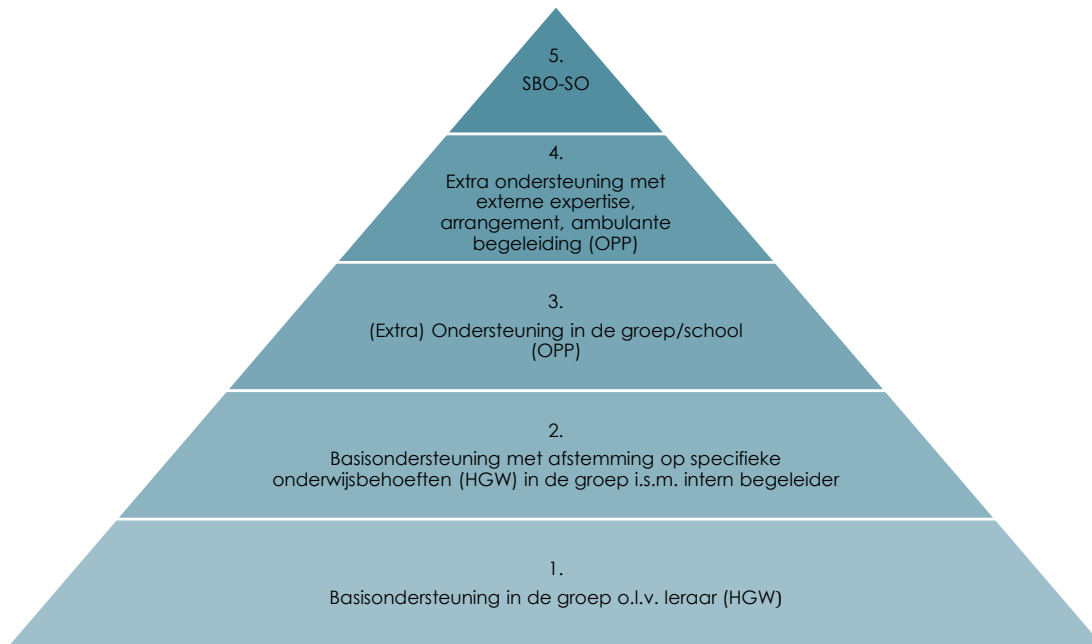 5.
SBO-SO
4.
Extra ondersteuning met
externe expertise,
arrangement, ambulante
begeleiding (OPP)
3.
(Extra) Ondersteuning in de groep/school
(OPP)
2.
Basisondersteuning met afstemming op specifieke
onderwijsbehoeften (HGW) in de groep i.s.m. intern begeleider
1.
Basisondersteuning in de groep o.l.v. leraar (HGW)